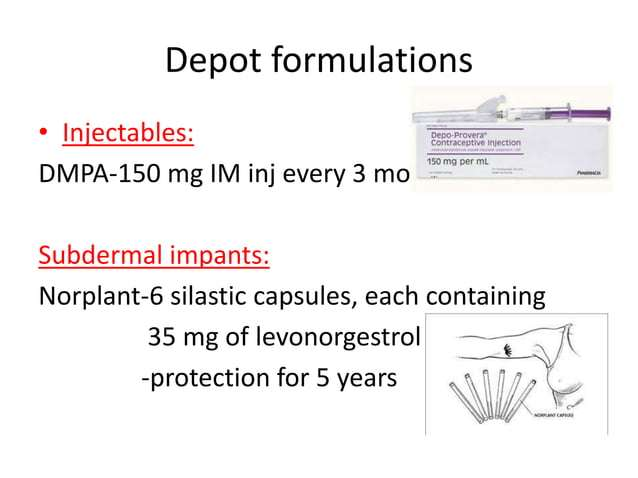 Depot formulations
• Injectables:
Depo-Provera®
Contraceptive Injection
150 mg per mL
DMPA-150 mg IM inj every 3 mo
Subdermal impants:
Norplant-6 silastic capsules, each containing
35 mg of levonorgestrol
-protection for 5 years
NORPLANT CAPSULE